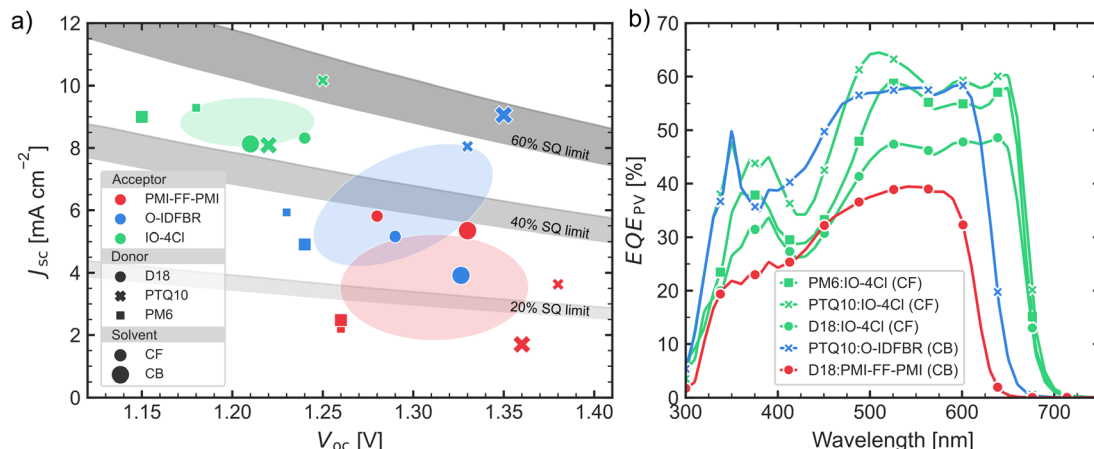 a)
12
10
8
6
4
2
0
J_sc [mA cm⁻²]
60% SQ limit
40% SQ limit
20% SQ limit
Acceptor
PMI-FF-PMI
O-IDFBR
IO-4Cl
Donor
D18
PTQ10
PM6
Solvent
CF
CB
1.15 1.20 1.25 1.30 1.35 1.40
V_oc [V]
b)
70
60
50
40
30
20
10
0
EQE_PV [%]
PM6:IO-4Cl (CF)
PTQ10:IO-4Cl (CF)
D18:IO-4Cl (CF)
PTQ10:O-IDFBR (CB)
D18:PMI-FF-PMI (CB)
300 400 500 600 700
Wavelength [nm]